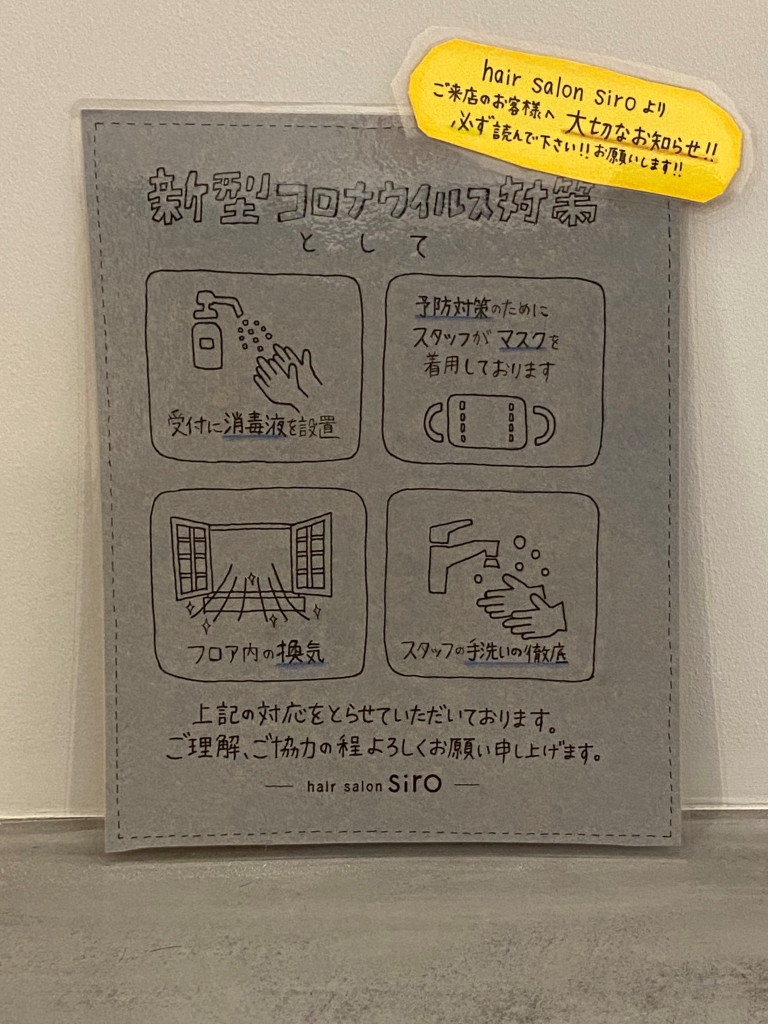 hair salon siro より
ご来店のお客様へ 大切なお知らせ!!
必ず読んで下さい!! お願いします!!
新型コロナウイルス対策
として
受付に消毒液を設置
予防対策のために
スタッフがマスクを
着用しております
フロア内の換気
スタッフの手洗いの徹底
上記の対応をとらせていただいております。
ご理解、ご協力の程よろしくお願い申し上げます。
hair salon siro